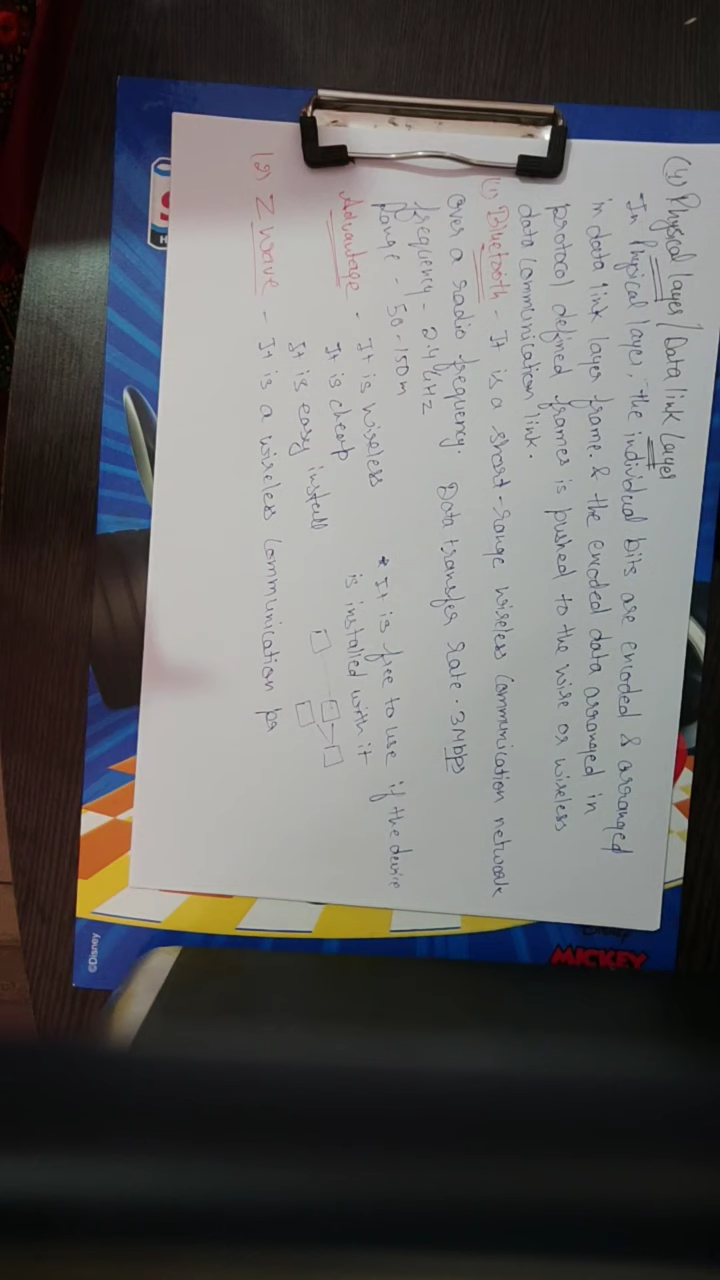 (4) Physical layer / Data link Layer
In Physical layer, the individual bits are encoded & arranged
in data link layer frame. & the encoded data arranged in
protocol defined frames is pushed to the wire or wireless
data communication link.
(1) Bluetooth - It is a short-range wireless communication network
over a radio frequency. Data transfer rate. 3Mbps
frequency - 2.4 GHz
Range - 50-150m
Advantage - It is wireless
It is cheap
It is easy install
* It is free to use if the device
is installed with it
(2) Z wave - It is a wireless communication
MICKEY
©Disney